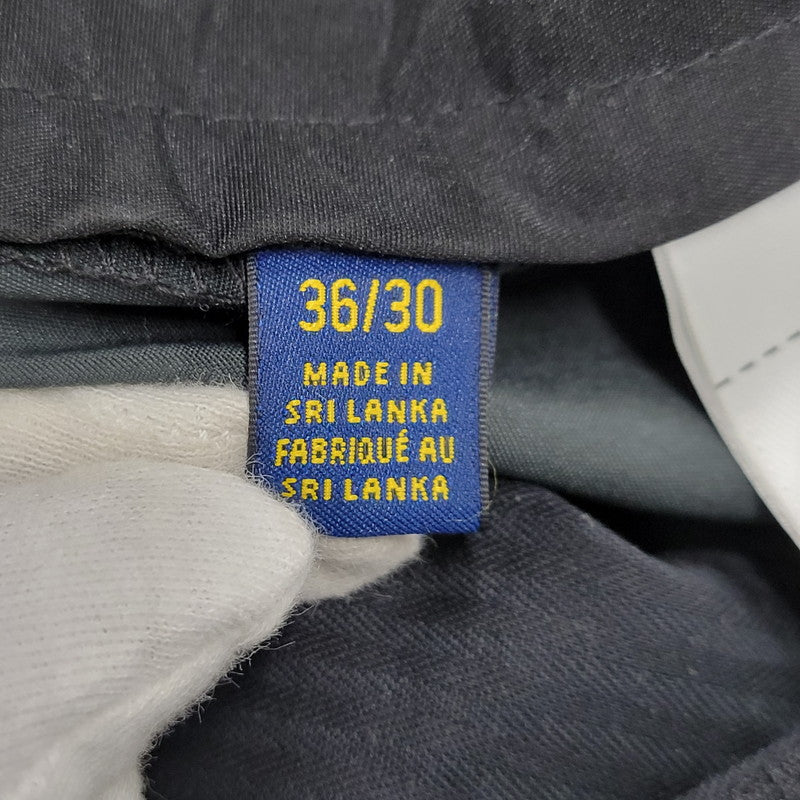 36/30
MADE IN
SRI LANKA
FABRIQUÉ AU
SRI LANKA